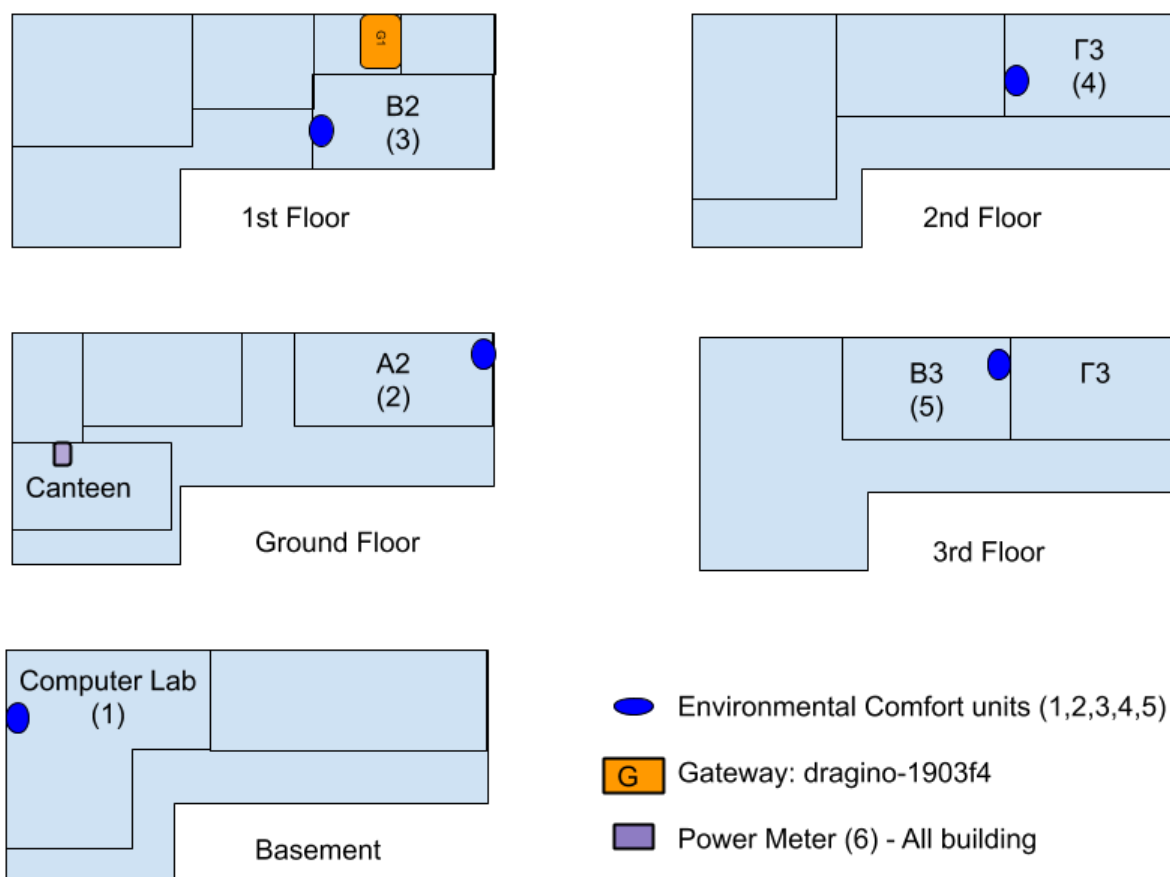 G1
B2
(3)
1st Floor
Γ3
(4)
2nd Floor
A2
(2)
Canteen
Ground Floor
B3
(5)
Γ3
3rd Floor
Computer Lab
(1)
Basement
Environmental Comfort units (1,2,3,4,5)
G
Gateway: dragino-1903f4
Power Meter (6) - All building